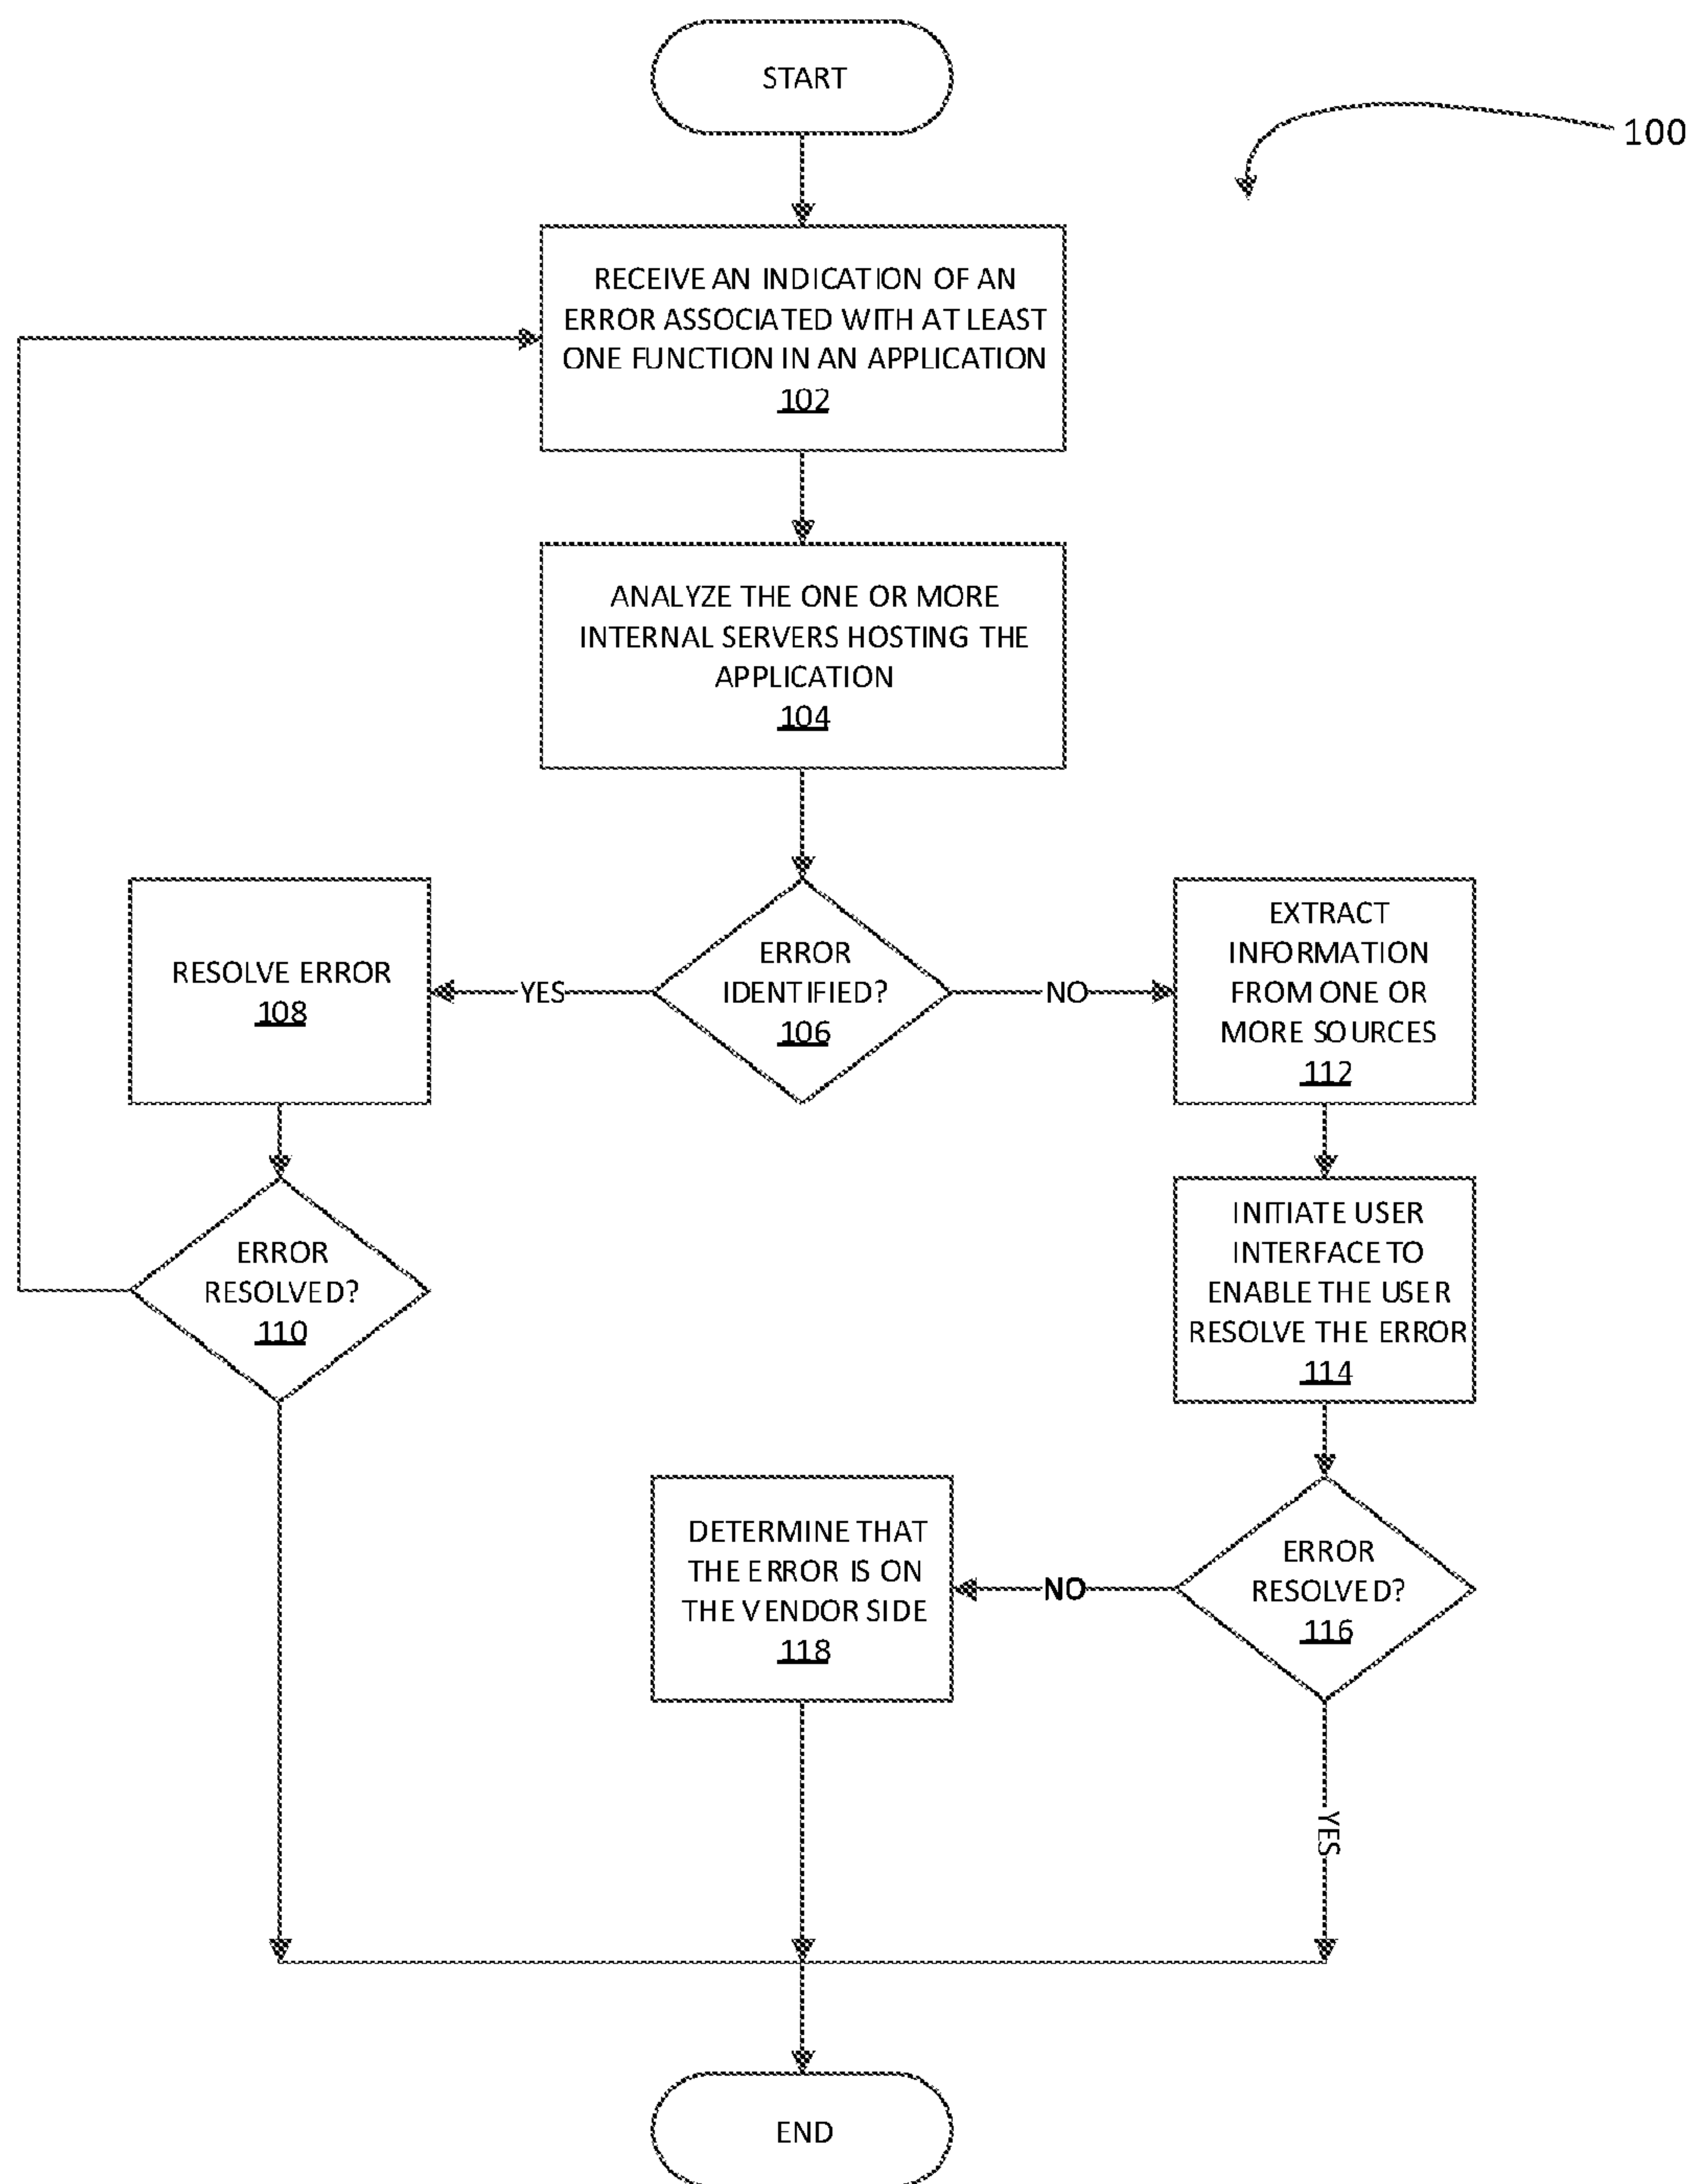 START
100
RECEIVE AN INDICATION OF AN
ERROR ASSOCIATED WITH AT LEAST
ONE FUNCTION IN AN APPLICATION
102
ANALYZE THE ONE OR MORE
INTERNAL SERVERS HOSTING THE
APPLICATION
104
RESOLVE ERROR
108
YES
ERROR
IDENTIFIED?
106
NO
EXTRACT
INFORMATION
FROM ONE OR
MORE SOURCES
112
ERROR
RESOLVED?
110
INITIATE USER
INTERFACE TO
ENABLE THE USER
RESOLVE THE ERROR
114
DETERMINE THAT
THE ERROR IS ON
THE VENDOR SIDE
118
NO
ERROR
RESOLVED?
116
YES
END